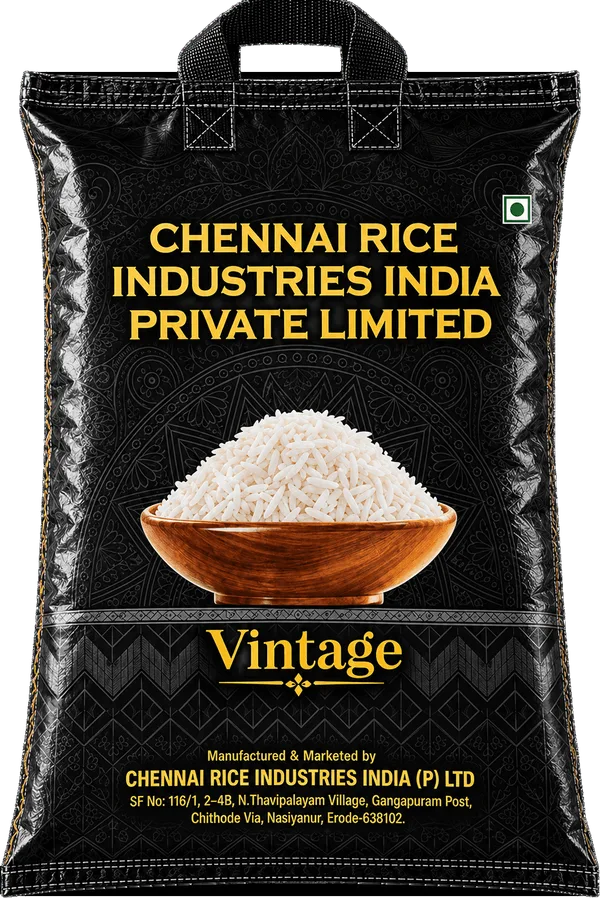 CHENNAI RICE
INDUSTRIES INDIA
PRIVATE LIMITED
Vintage
Manufactured & Marketed by
CHENNAI RICE INDUSTRIES INDIA (P) LTD
SF No: 116/1, 2–4B, N.Thavipalayam Village, Gangapuram Post,
Chithode Via, Nasiyanur, Erode-638102.